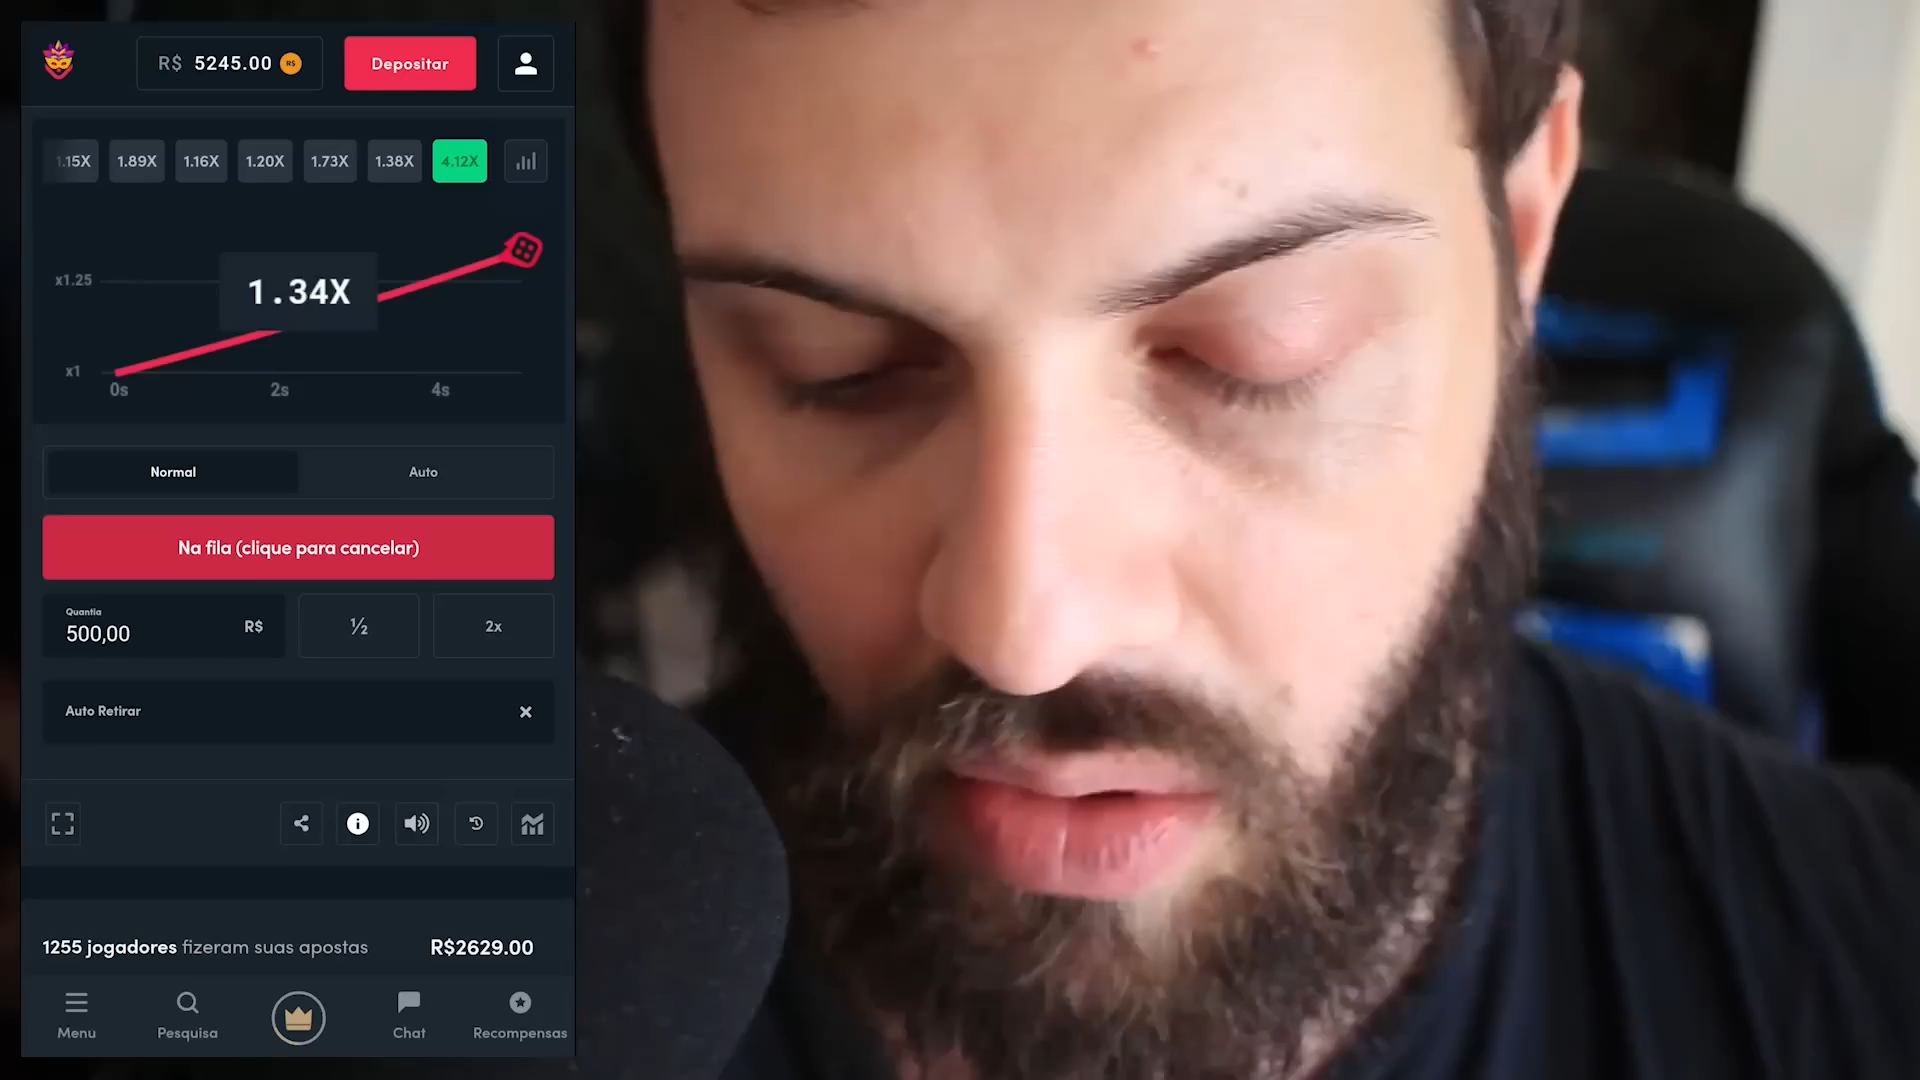 R$ 5245.00 R$ Depositar
1.15X 1.89X 1.16X 1.20X 1.73X 1.38X 4.12X
x1.25
1.34X
x1
0s 2s 4s
Normal Auto
Na fila (clique para cancelar)
Quantia
500,00 R$ ½ 2x
Auto Retirar
1255 jogadores fizeram suas apostas R$2629.00
Menu Pesquisa Chat Recompensas